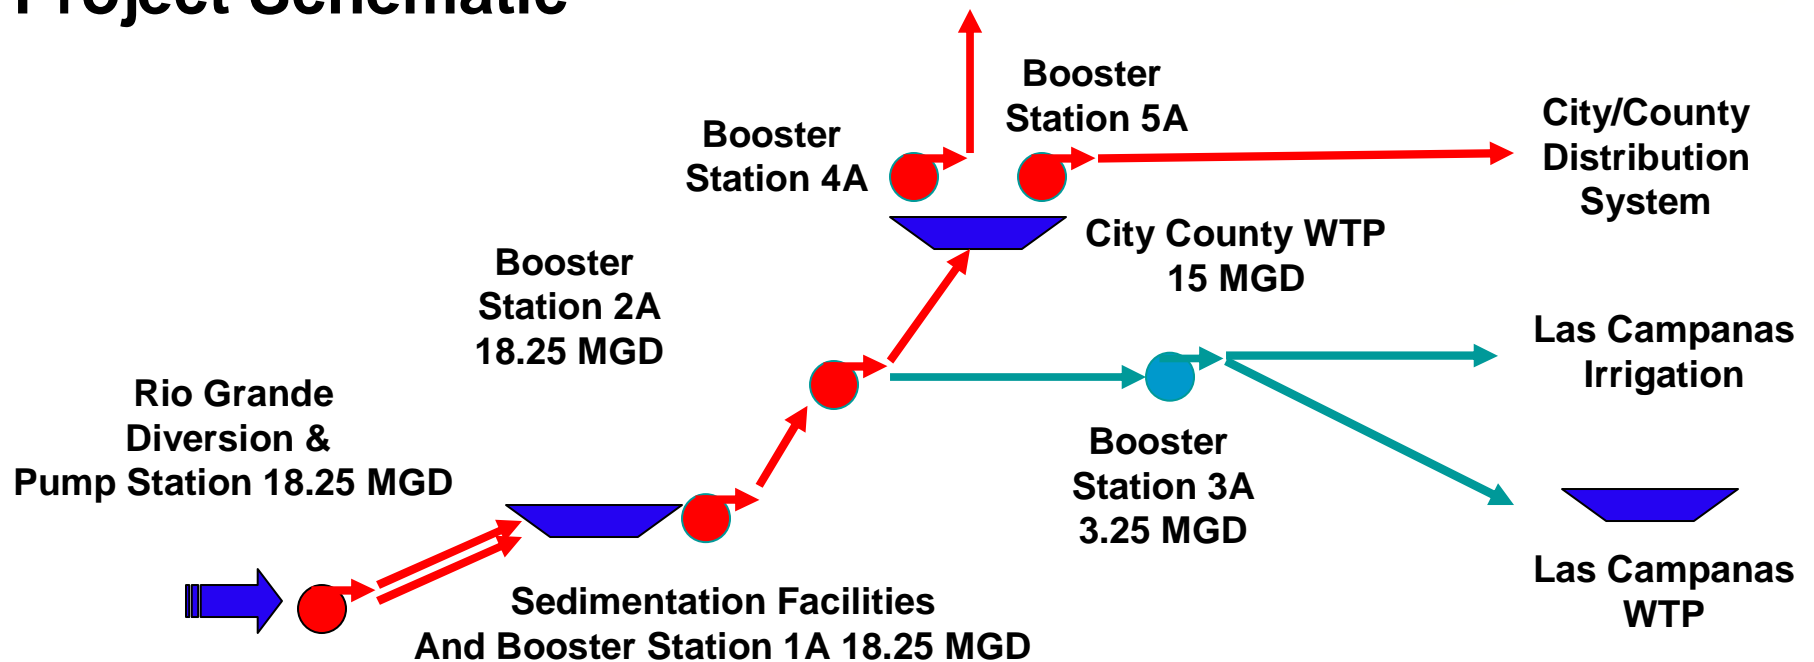 Project Schematic
Booster
Station 5A
City/County
Distribution
System
Booster
Station 4A
City County WTP
15 MGD
Booster
Station 2A
18.25 MGD
Las Campanas
Irrigation
Rio Grande
Diversion &
Pump Station 18.25 MGD
Booster
Station 3A
3.25 MGD
Las Campanas
WTP
Sedimentation Facilities
And Booster Station 1A 18.25 MGD